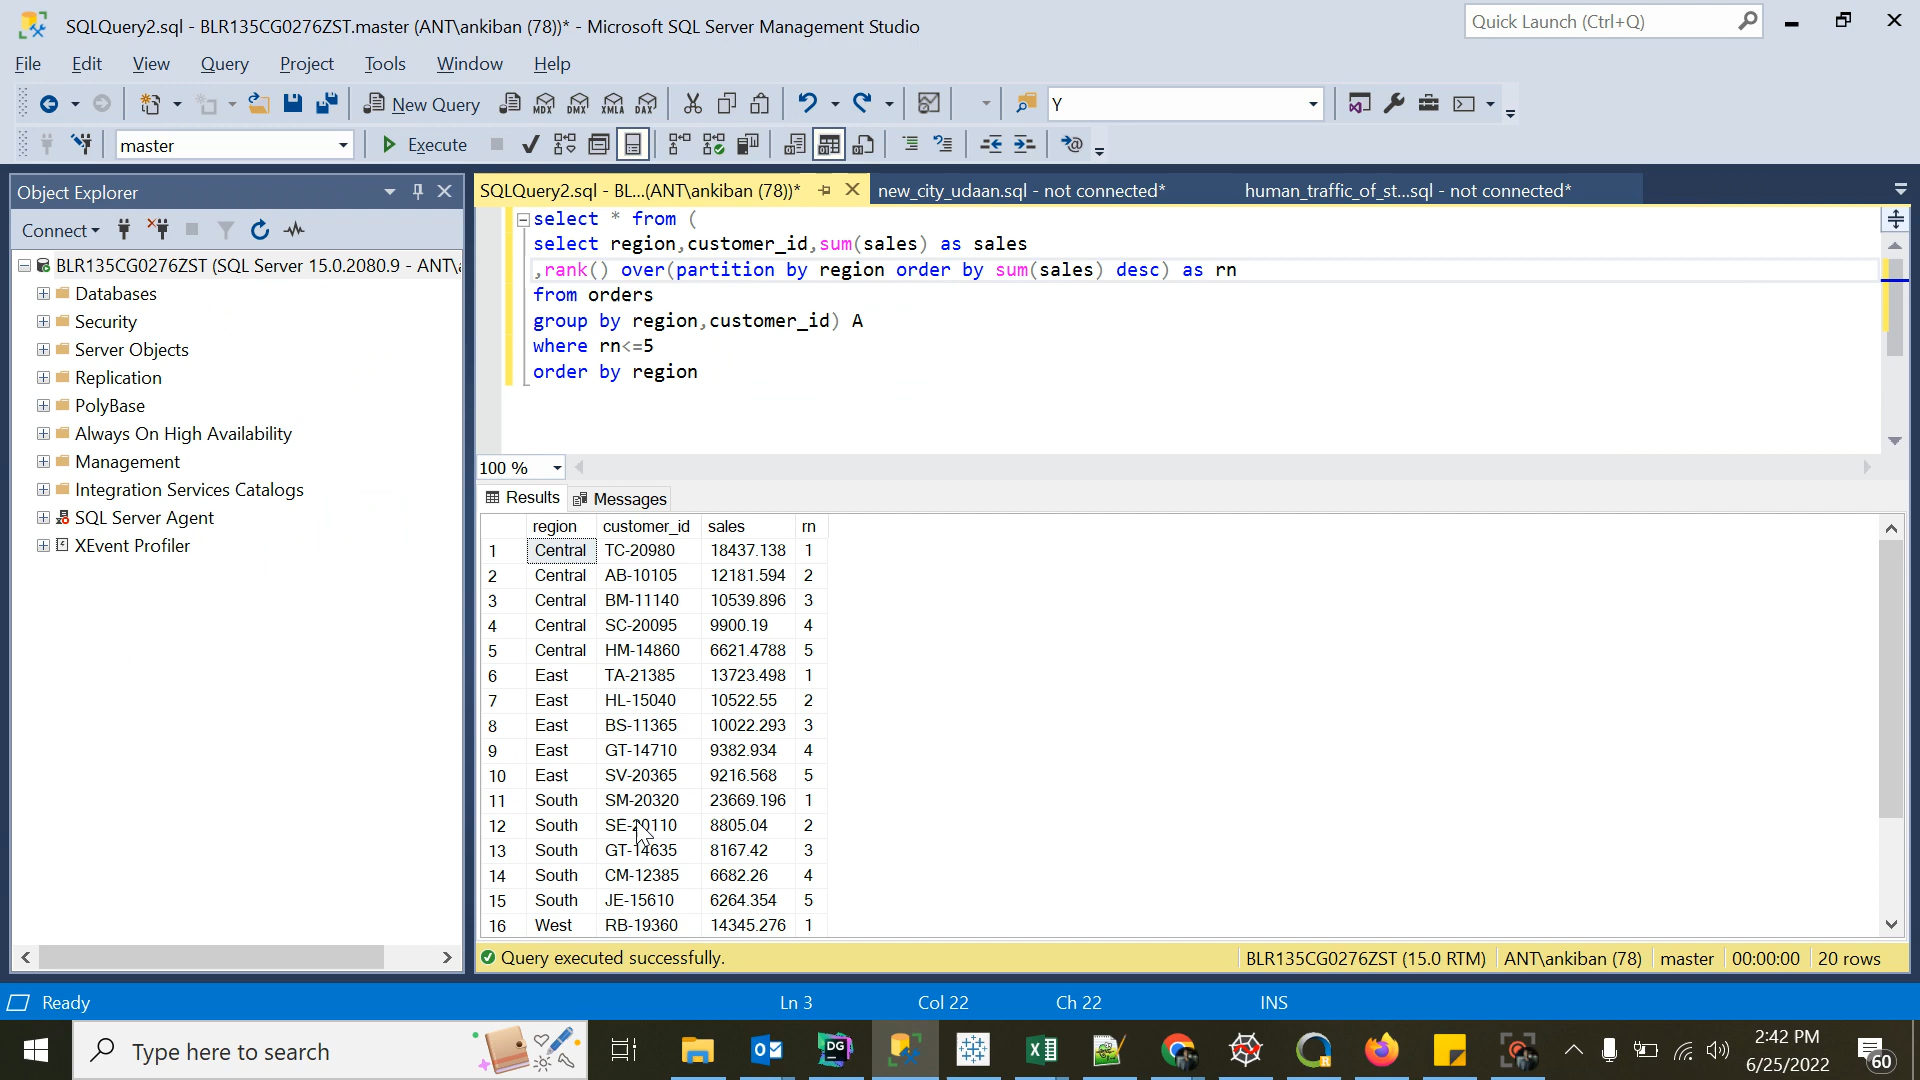 SQLQuery2.sql - BLR135CG0276ZST.master (ANT\ankiban (78))* - Microsoft SQL Server Management Studio
Quick Launch (Ctrl+Q)
File Edit View Query Project Tools Window Help
New Query MDX DMX XMLA DAX Y
master Execute
Object Explorer
SQLQuery2.sql - BL...(ANT\ankiban (78))* new_city_udaan.sql - not connected* human_traffic_of_st...sql - not connected*
Connect
BLR135CG0276ZST (SQL Server 15.0.2080.9 - ANT\
Databases
Security
Server Objects
Replication
PolyBase
Always On High Availability
Management
Integration Services Catalogs
SQL Server Agent
XEvent Profiler
select * from (
select region,customer_id,sum(sales) as sales
,rank() over(partition by region order by sum(sales) desc) as rn
from orders
group by region,customer_id) A
where rn<=5
order by region
100 %
Results Messages
region customer_id sales rn
1 Central TC-20980 18437.138 1
2 Central AB-10105 12181.594 2
3 Central BM-11140 10539.896 3
4 Central SC-20095 9900.19 4
5 Central HM-14860 6621.4788 5
6 East TA-21385 13723.498 1
7 East HL-15040 10522.55 2
8 East BS-11365 10022.293 3
9 East GT-14710 9382.934 4
10 East SV-20365 9216.568 5
11 South SM-20320 23669.196 1
12 South SE-20110 8805.04 2
13 South GT-14635 8167.42 3
14 South CM-12385 6682.26 4
15 South JE-15610 6264.354 5
16 West RB-19360 14345.276 1
Query executed successfully. BLR135CG0276ZST (15.0 RTM) ANT\ankiban (78) master 00:00:00 20 rows
Ready Ln 3 Col 22 Ch 22 INS
Type here to search
DG
2:42 PM
6/25/2022
60